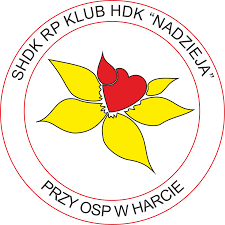 SHDK RP KLUB HDK "NADZIEJA"
PRZY OSP W HARCIE